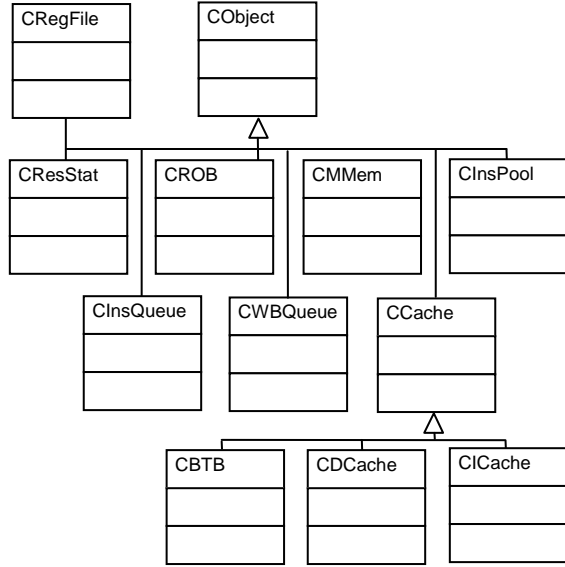 CRegFile
CObject
CResStat
CROB
CMMem
CInsPool
CInsQueue
CWBQueue
CCache
CBTB
CDCache
CICache